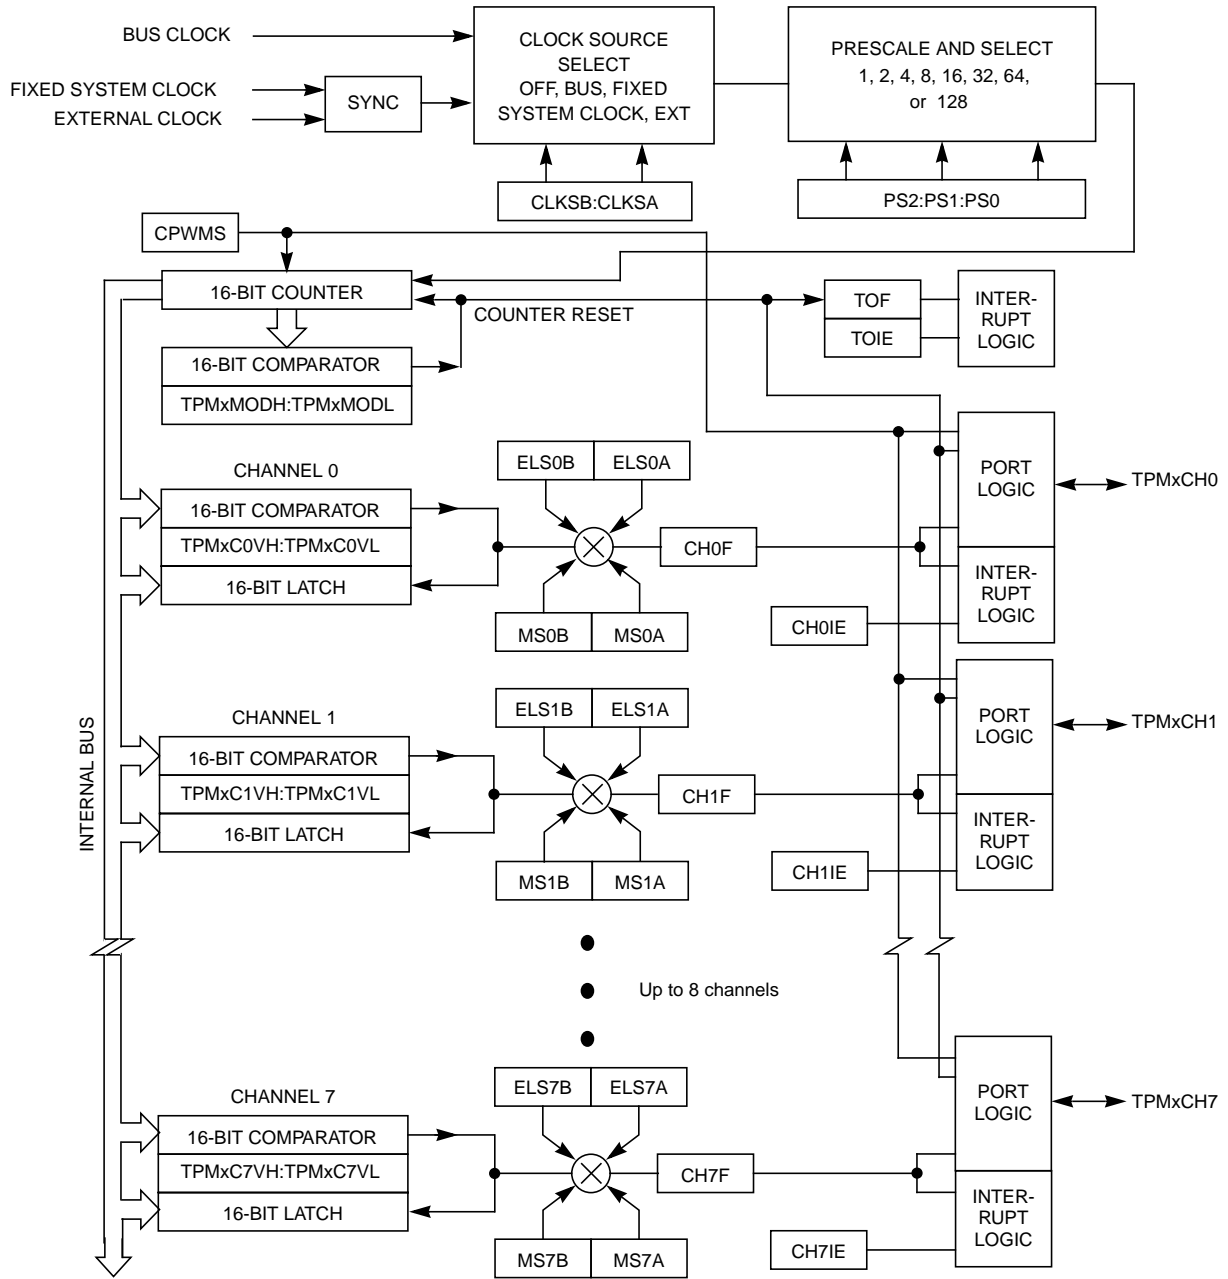 BUS CLOCK
FIXED SYSTEM CLOCK
EXTERNAL CLOCK
SYNC
CLOCK SOURCE
SELECT
OFF, BUS, FIXED
SYSTEM CLOCK, EXT
PRESCALE AND SELECT
1, 2, 4, 8, 16, 32, 64,
or 128
CLKSB:CLKSA
PS2:PS1:PS0
CPWMS
16-BIT COUNTER
COUNTER RESET
TOF
TOIE
INTER-
RUPT
LOGIC
16-BIT COMPARATOR
TPMxMODH:TPMxMODL
CHANNEL 0
16-BIT COMPARATOR
TPMxC0VH:TPMxC0VL
16-BIT LATCH
ELS0B
ELS0A
MS0B
MS0A
CH0F
CH0IE
PORT
LOGIC
INTER-
RUPT
LOGIC
TPMxCH0
INTERNAL BUS
CHANNEL 1
16-BIT COMPARATOR
TPMxC1VH:TPMxC1VL
16-BIT LATCH
ELS1B
ELS1A
MS1B
MS1A
CH1F
CH1IE
PORT
LOGIC
INTER-
RUPT
LOGIC
TPMxCH1
Up to 8 channels
CHANNEL 7
16-BIT COMPARATOR
TPMxC7VH:TPMxC7VL
16-BIT LATCH
ELS7B
ELS7A
MS7B
MS7A
CH7F
CH7IE
PORT
LOGIC
INTER-
RUPT
LOGIC
TPMxCH7